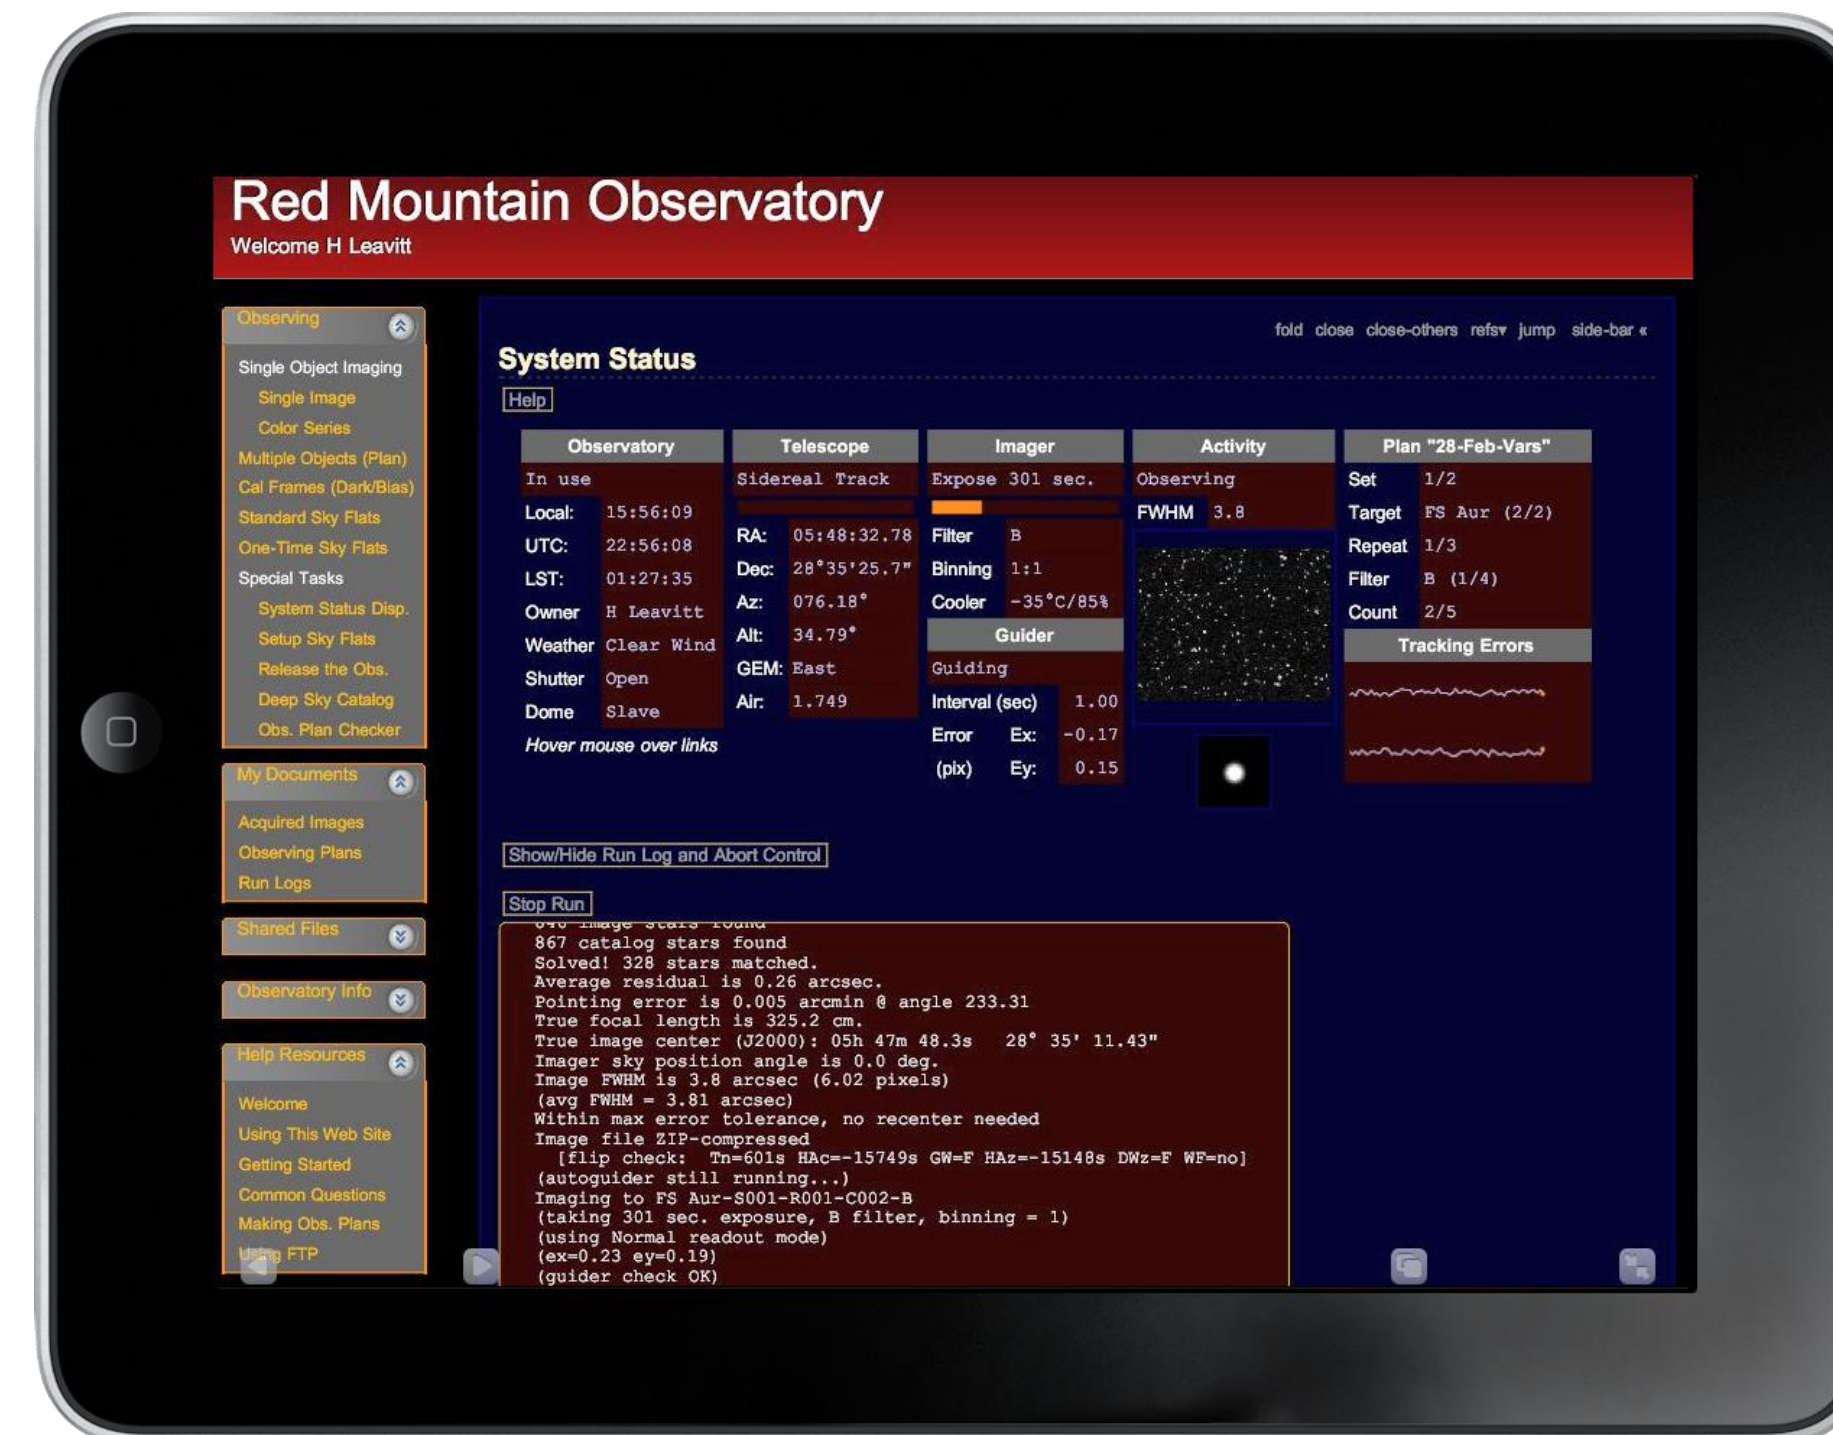 Red Mountain Observatory
Welcome H Leavitt
Observing
Single Object Imaging
Single Image
Color Series
Multiple Objects (Plan)
Cal Frames (Dark/Bias)
Standard Sky Flats
One-Time Sky Flats
Special Tasks
System Status Disp.
Setup Sky Flats
Release the Obs.
Deep Sky Catalog
Obs. Plan Checker
My Documents
Acquired Images
Observing Plans
Run Logs
Shared Files
Observatory Info
Help Resources
Welcome
Using This Web Site
Getting Started
Common Questions
Making Obs. Plans
Using FTP
fold close close-others refs▾ jump side-bar «
System Status
Help
Observatory
In use
Local: 15:56:09
UTC: 22:56:08
LST: 01:27:35
Owner H Leavitt
Weather Clear Wind
Shutter Open
Dome Slave
Hover mouse over links
Telescope
Sidereal Track
RA: 05:48:32.78
Dec: 28°35'25.7"
Az: 076.18°
Alt: 34.79°
GEM: East
Air: 1.749
Imager
Expose 301 sec.
Filter B
Binning 1:1
Cooler -35°C/85%
Guider
Guiding
Interval (sec) 1.00
Error Ex: -0.17
(pix) Ey: 0.15
Activity
Observing
FWHM 3.8
Plan "28-Feb-Vars"
Set 1/2
Target FS Aur (2/2)
Repeat 1/3
Filter B (1/4)
Count 2/5
Tracking Errors
Show/Hide Run Log and Abort Control
Stop Run
image stars found
867 catalog stars found
Solved! 328 stars matched.
Average residual is 0.26 arcsec.
Pointing error is 0.005 arcmin @ angle 233.31
True focal length is 325.2 cm.
True image center (J2000): 05h 47m 48.3s 28° 35' 11.43"
Imager sky position angle is 0.0 deg.
Image FWHM is 3.8 arcsec (6.02 pixels)
(avg FWHM = 3.81 arcsec)
Within max error tolerance, no recenter needed
Image file ZIP-compressed
[flip check: Tn=601s HAc=-15749s GW=F HAz=-15148s DWz=F WF=no]
(autoguider still running...)
Imaging to FS Aur-S001-R001-C002-B
(taking 301 sec. exposure, B filter, binning = 1)
(using Normal readout mode)
(ex=0.23 ey=0.19)
(guider check OK)